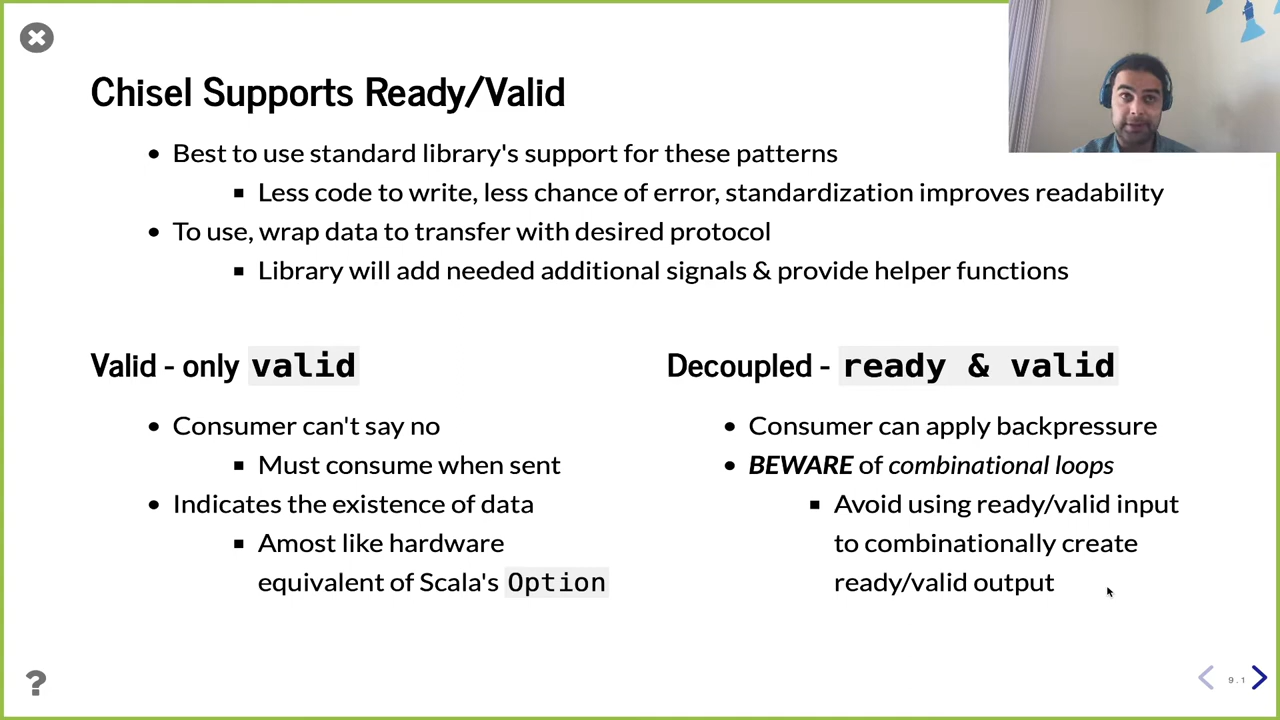 Chisel Supports Ready/Valid
• Best to use standard library's support for these patterns
▪ Less code to write, less chance of error, standardization improves readability
• To use, wrap data to transfer with desired protocol
▪ Library will add needed additional signals & provide helper functions
Valid - only valid
• Consumer can't say no
▪ Must consume when sent
• Indicates the existence of data
▪ Amost like hardware
equivalent of Scala's Option
Decoupled - ready & valid
• Consumer can apply backpressure
• BEWARE of combinational loops
▪ Avoid using ready/valid input
to combinationally create
ready/valid output
?
9.1